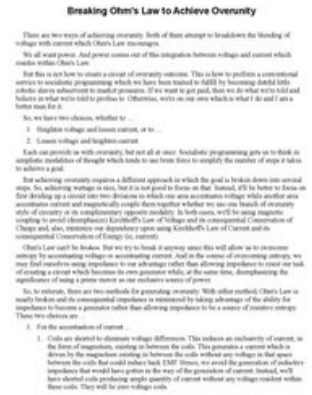 Breaking Ohm's Law to Achieve Overunity
There are two ways of achieving overunity. Both of them attempt to breakdown the blending of
voltage with current which Ohm's Law encourages.
We all want power. And power comes out of this integration between voltage and current which
resides within Ohm's Law.
But this is not how to create a circuit of overunity outcome. This is how to perform a conventional
service to socialistic programming which we have been trained to fulfill by becoming dutiful little
robotic slaves subservient to market pressures. If we want to get paid, then we do what we're told and
believe in what we're told to profess to. Otherwise, we're on our own which is what I do and I am a
better man for it.
So, we have two choices, whether to ...
1. Heighten voltage and lessen current, or to ...
2. Lessen voltage and heighten current.
Each can provide us with overunity, but not all at once. Socialistic programming gets us to think in
simplistic modalities of thought which tends to use brute force to simplify the number of steps it takes
to achieve a goal.
But achieving overunity requires a different approach in which the goal is broken down into several
steps. So, achieving wattage is nice, but it is not good to focus on that. Instead, it'll be better to focus on
first dividing up a circuit into two divisions in which one area accentuates voltage while another area
accentuates current and magnetically couple them together whether we use one branch of overunity
style of circuitry or its complimentary opposite modality. In both cases, we'll be using magnetic
coupling to avoid (deemphasize) Kirchhoff's Law of Voltage and its consequential Conservation of
Charge and, also, minimize our dependency upon using Kirchhoff's Law of Current and its
consequential Conservation of Energy (ie, current).
Ohm's Law can't be broken. But we try to break it anyway since this will allow us to overcome
entropy by accentuating voltage or accentuating current. And in the course of overcoming entropy, we
may find ourselves using impedance to our advantage rather than allowing impedance to
of creating a circuit which becomes its own generator while, at the same time, deemphasizing the
significance of using a prime mover as our exclusive source of power.
So, to reiterate, there are two methods for generating overunity. With either method, Ohm's Law is
nearly broken and its consequential impedance is minimized by taking advantage of the ability for
impedance to become a generator rather than allowing impedance to be a source of resistive entropy.
These two choices are ...
1. For the accentuation of current ...
1. Coils are shorted to eliminate voltage differences. This induces an exclusivity of current, in
the form of magnetism, existing in between the coils. This generates a current which is
driven by the magnetism existing in between the coils without any voltage in that space
between the coils that could induce back EMF. Hence, we avoid the generation of inductive
impedance that would have gotten in the way of the generation of current. Instead, we'll
have shorted coils producing ample quantity of current without any voltage resident within
these coils. They will be zero voltage coils.